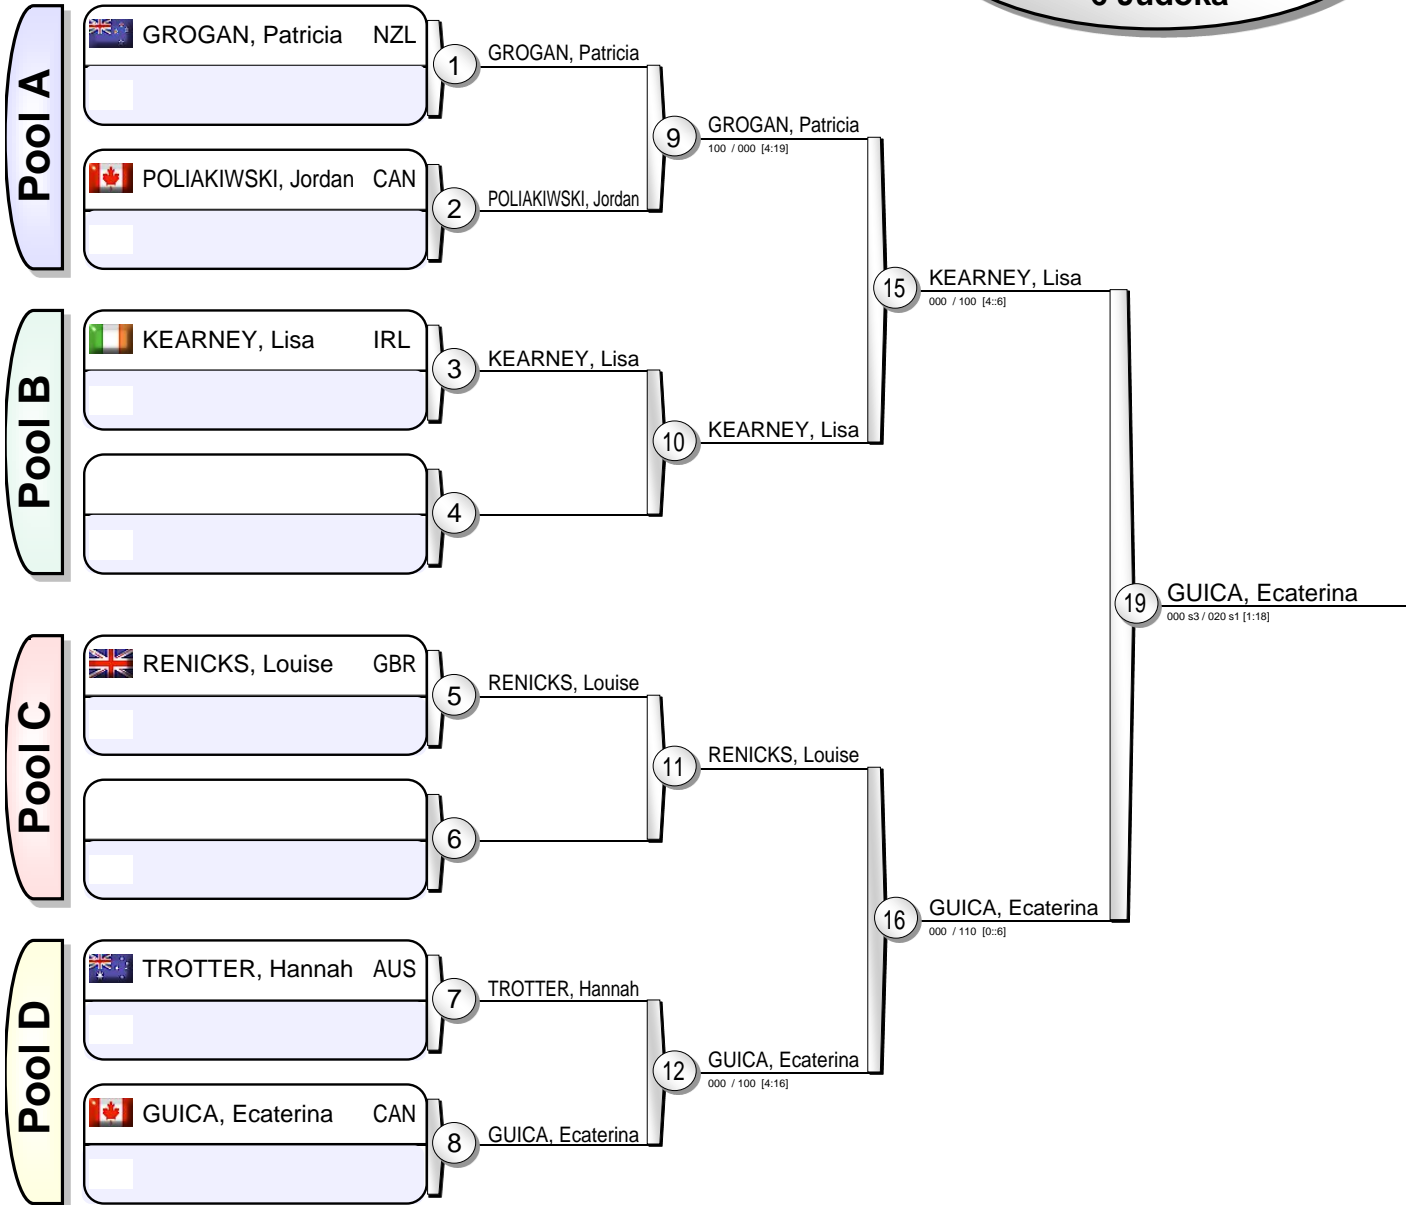 6 Judoka
Pool A
GROGAN, Patricia NZL
1
GROGAN, Patricia
POLIAKIWSKI, Jordan CAN
2
POLIAKIWSKI, Jordan
9
GROGAN, Patricia
100 / 000 [4:19]
Pool B
KEARNEY, Lisa IRL
3
KEARNEY, Lisa
4
10
KEARNEY, Lisa
15
KEARNEY, Lisa
000 / 100 [4::6]
Pool C
RENICKS, Louise GBR
5
RENICKS, Louise
6
11
RENICKS, Louise
Pool D
TROTTER, Hannah AUS
7
TROTTER, Hannah
GUICA, Ecaterina CAN
8
GUICA, Ecaterina
12
GUICA, Ecaterina
000 / 100 [4:16]
16
GUICA, Ecaterina
000 / 110 [0::6]
19
GUICA, Ecaterina
000 s3 / 020 s1 [1:18]